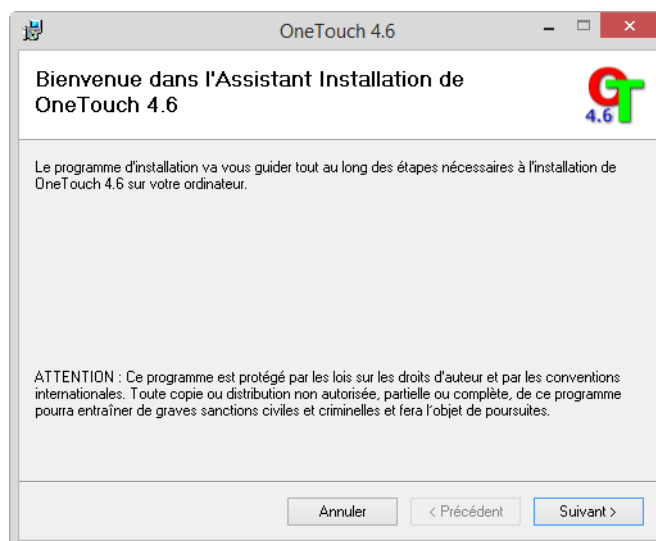 OneTouch 4.6
Bienvenue dans l'Assistant Installation de
OneTouch 4.6
OT
4.6
Le programme d'installation va vous guider tout au long des étapes nécessaires à l'installation de
OneTouch 4.6 sur votre ordinateur.
ATTENTION : Ce programme est protégé par les lois sur les droits d'auteur et par les conventions
internationales. Toute copie ou distribution non autorisée, partielle ou complète, de ce programme
pourra entraîner de graves sanctions civiles et criminelles et fera l'objet de poursuites.
Annuler
< Précédent
Suivant >